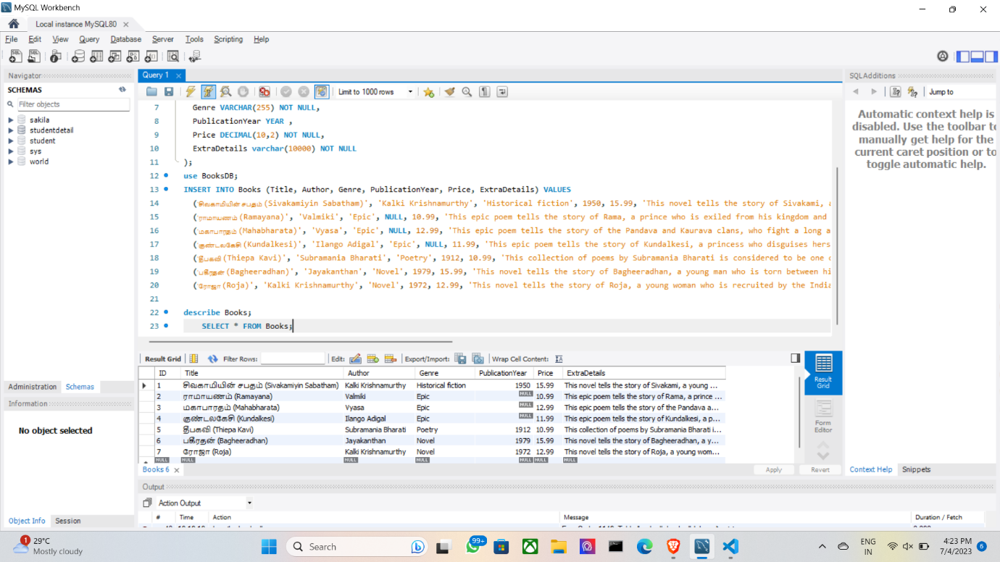 MySQL Workbench
Local instance MySQL80
File Edit View Query Database Server Tools Scripting Help
Navigator
SCHEMAS
Filter objects
sakila
studentdetail
student
sys
world
Administration Schemas
Information
No object selected
Object Info Session
Query 1
Limit to 1000 rows
7 Genre VARCHAR(255) NOT NULL,
8 PublicationYear YEAR ,
9 Price DECIMAL(10,2) NOT NULL,
10 ExtraDetails varchar(10000) NOT NULL
11 );
12 use BooksDB;
13 INSERT INTO Books (Title, Author, Genre, PublicationYear, Price, ExtraDetails) VALUES
14 ('சிவகாமியின் சபதம் (Sivakamiyin Sabatham)', 'Kalki Krishnamurthy', 'Historical fiction', 1950, 15.99, 'This novel tells the story of Sivakami, a
15 ('ராமாயணம் (Ramayana)', 'Valmiki', 'Epic', NULL, 10.99, 'This epic poem tells the story of Rama, a prince who is exiled from his kingdom and
16 ('மகாபாரதம் (Mahabharata)', 'Vyasa', 'Epic', NULL, 12.99, 'This epic poem tells the story of the Pandava and Kaurava clans, who fight a long a
17 ('குண்டலகேசி (Kundalkesi)', 'Ilango Adigal', 'Epic', NULL, 11.99, 'This epic poem tells the story of Kundalkesi, a princess who disguises hers
18 ('தீபகவி (Thiepa Kavi)', 'Subramania Bharati', 'Poetry', 1912, 10.99, 'This collection of poems by Subramania Bharati is considered to be one
19 ('பகீரதன் (Bagheeradhan)', 'Jayakanthan', 'Novel', 1979, 15.99, 'This novel tells the story of Bagheeradhan, a young man who is torn between hi
20 ('ரோஜா (Roja)', 'Kalki Krishnamurthy', 'Novel', 1972, 12.99, 'This novel tells the story of Roja, a young woman who is recruited by the India
21
22 describe Books;
23 SELECT * FROM Books;
Result Grid Filter Rows: Edit: Export/Import: Wrap Cell Content:
ID Title Author Genre PublicationYear Price ExtraDetails
1 சிவகாமியின் சபதம் (Sivakamiyin Sabatham) Kalki Krishnamurthy Historical fiction 1950 15.99 This novel tells the story of Sivakami, a young ...
2 ராமாயணம் (Ramayana) Valmiki Epic NULL 10.99 This epic poem tells the story of Rama, a prince ...
3 மகாபாரதம் (Mahabharata) Vyasa Epic NULL 12.99 This epic poem tells the story of the Pandava a...
4 குண்டலகேசி (Kundalkesi) Ilango Adigal Epic NULL 11.99 This epic poem tells the story of Kundalkesi, a p...
5 தீபகவி (Thiepa Kavi) Subramania Bharati Poetry 1912 10.99 This collection of poems by Subramania Bharati i...
6 பகீரதன் (Bagheeradhan) Jayakanthan Novel 1979 15.99 This novel tells the story of Bagheeradhan, a y...
7 ரோஜா (Roja) Kalki Krishnamurthy Novel 1972 12.99 This novel tells the story of Roja, a young wom...
NULL NULL NULL NULL NULL NULL NULL
Result Grid
Form Editor
Books 6 Apply Revert
Output
Action Output
# Time Action Message Duration / Fetch
SQLAdditions
Jump to
Automatic context help is
disabled. Use the toolbar to
manually get help for the
current caret position or to
toggle automatic help.
Context Help Snippets
1 29°C
Mostly cloudy
Search
99+
ENG
IN
4:23 PM
7/4/2023
6